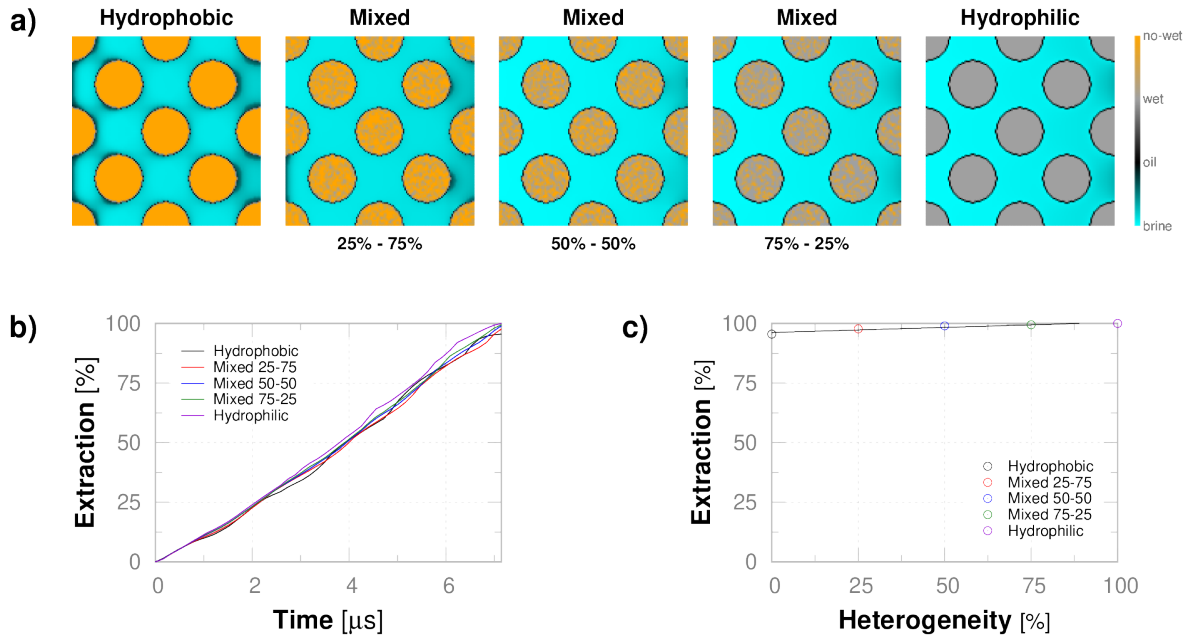 a)
Hydrophobic
Mixed
Mixed
Mixed
Hydrophilic
no-wet
wet
oil
brine
25% - 75%
50% - 50%
75% - 25%
b)
Extraction [%]
100
75
50
25
0
Hydrophobic
Mixed 25-75
Mixed 50-50
Mixed 75-25
Hydrophilic
0 2 4 6
Time [μs]
c)
Extraction [%]
100
75
50
25
0
Hydrophobic
Mixed 25-75
Mixed 50-50
Mixed 75-25
Hydrophilic
0 25 50 75 100
Heterogeneity [%]